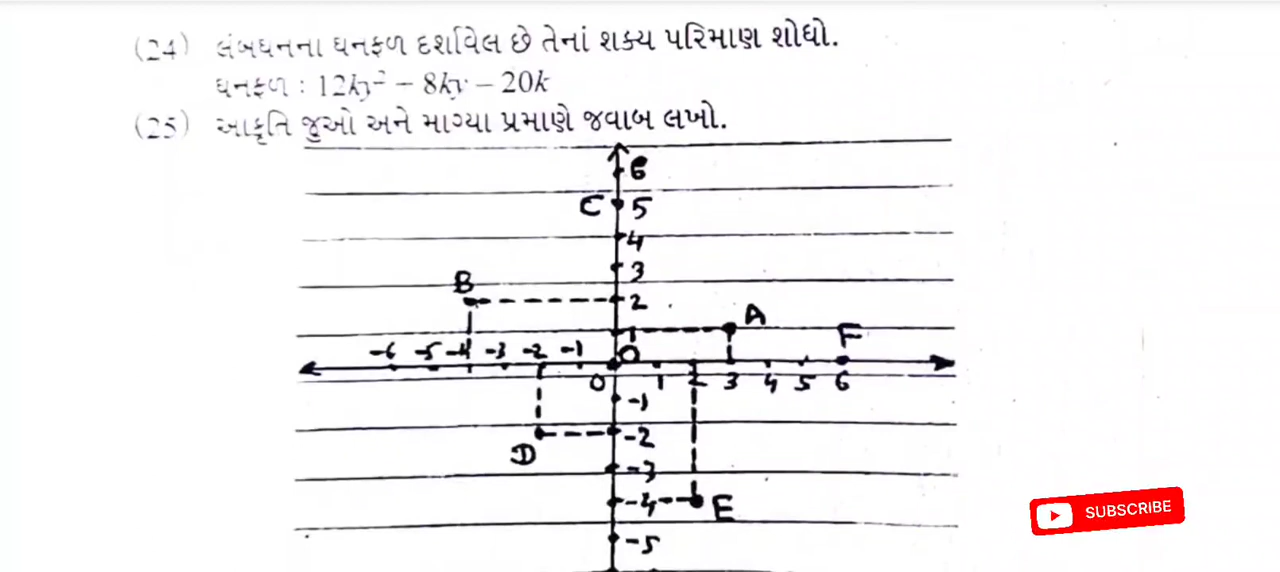 (24) લંબઘનના ઘનફળ દર્શાવેલ છે તેનાં શક્ય પરિમાણ શોધો.
ઘનફળ : 12ky² – 8ky – 20k
(25) આકૃતિ જુઓ અને માગ્યા પ્રમાણે જવાબ લખો.
6
C 5
4
3
B 2
1 A
-6 -5 -4 -3 -2 -1 O F
0 1 2 3 4 5 6
-1
D -2
-3
-4 E
-5
SUBSCRIBE